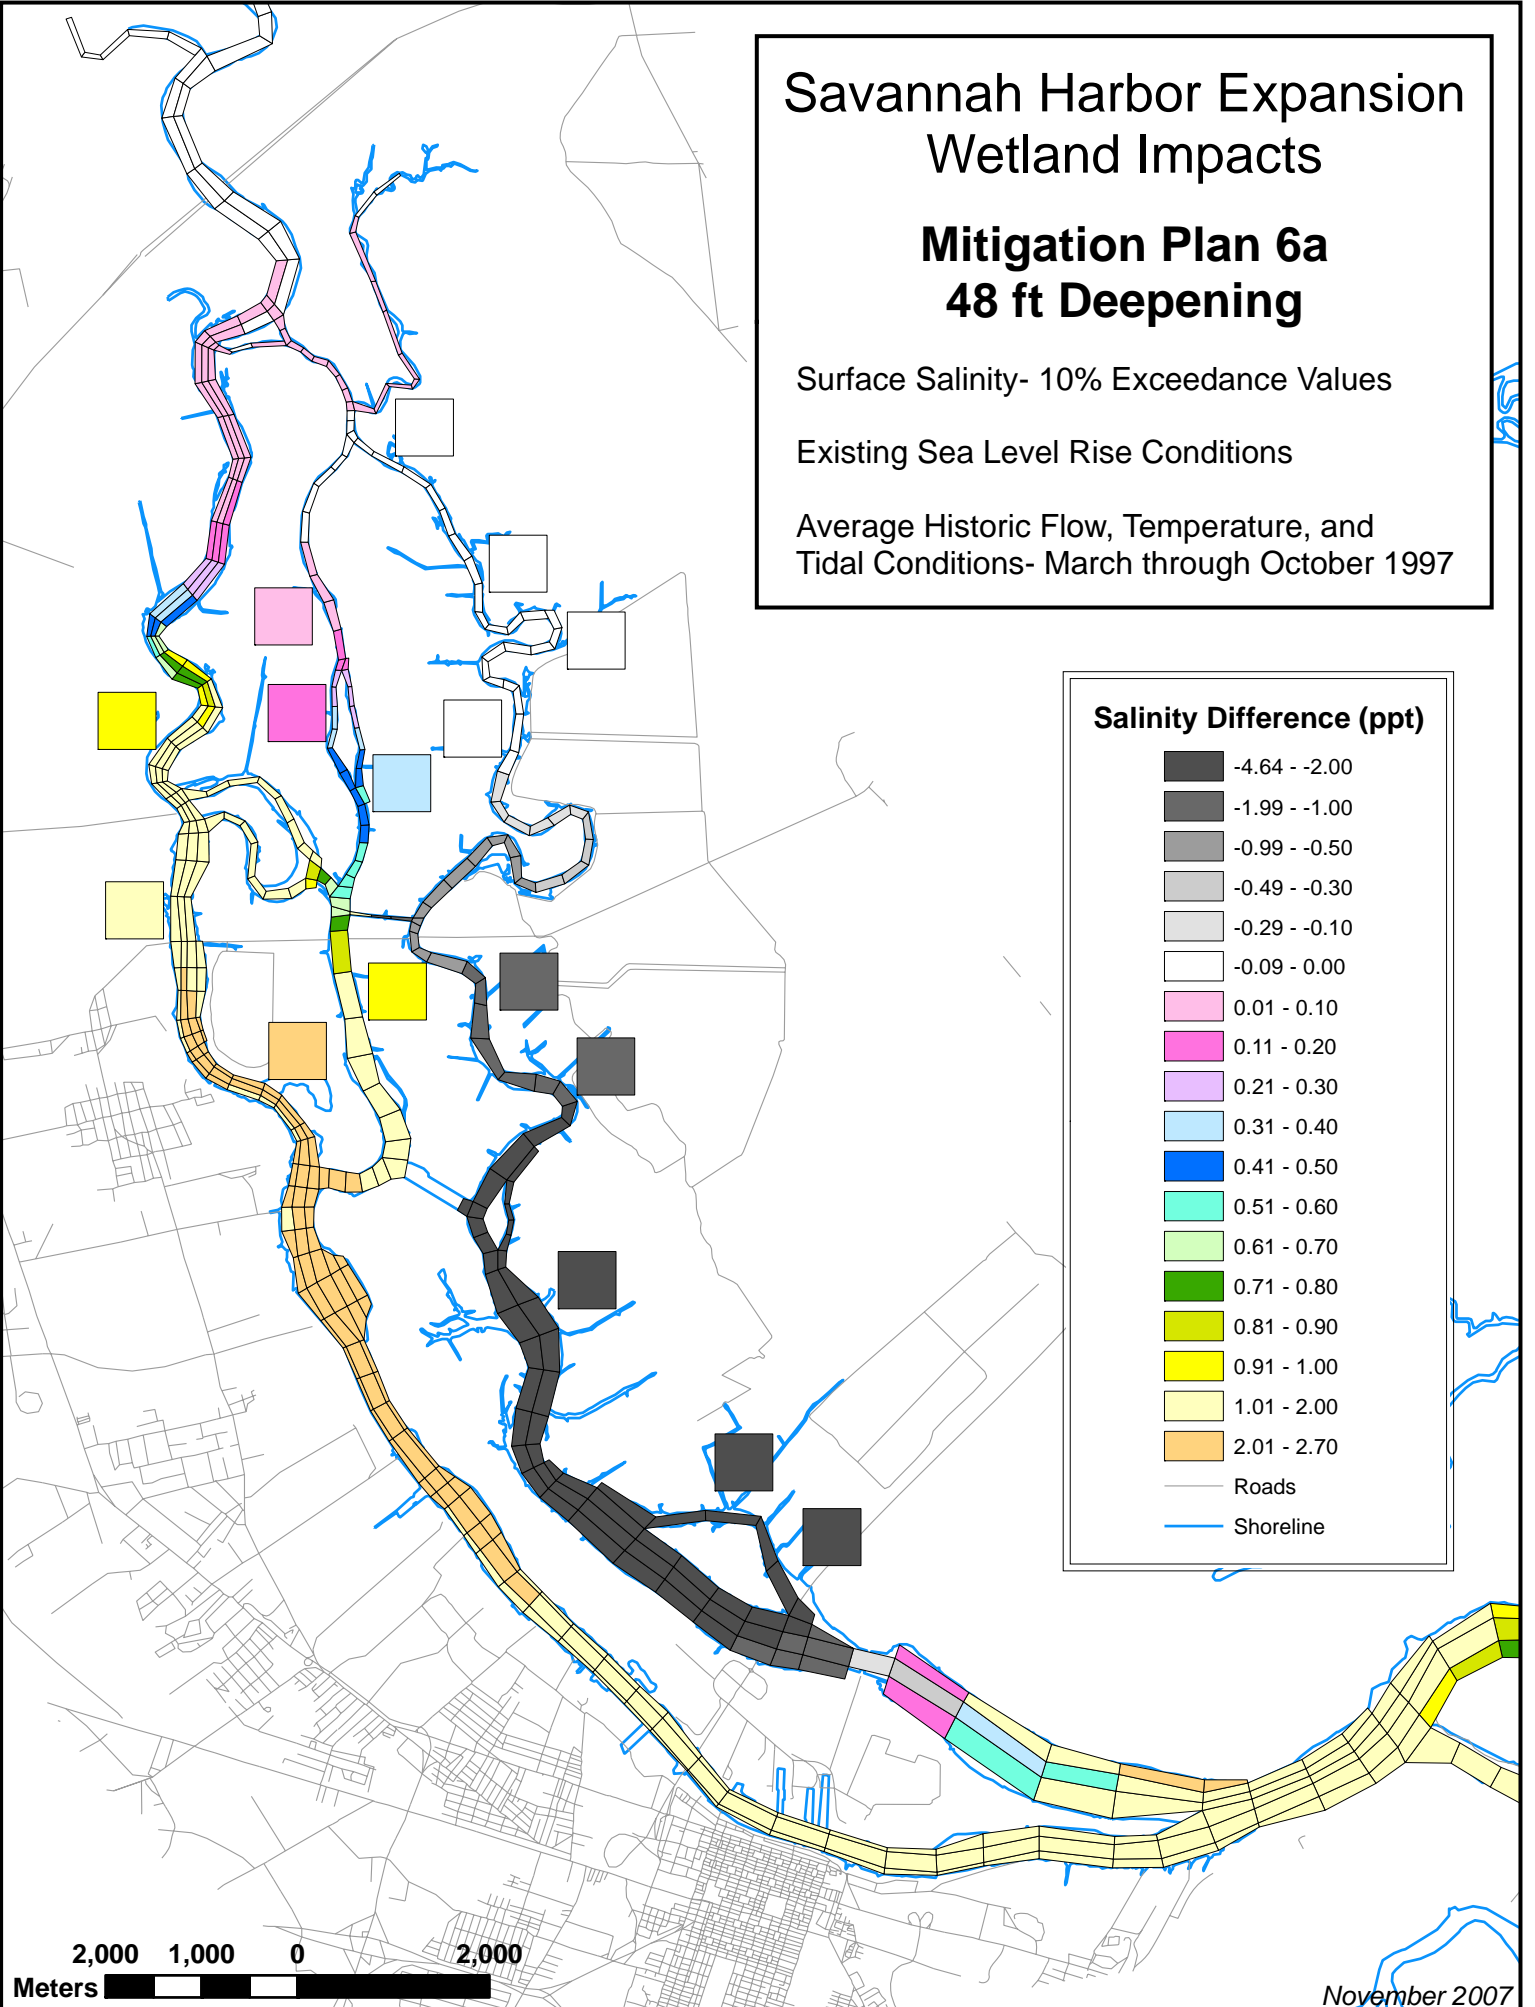 Savannah Harbor Expansion
Wetland Impacts
Mitigation Plan 6a
48 ft Deepening
Surface Salinity- 10% Exceedance Values
Existing Sea Level Rise Conditions
Average Historic Flow, Temperature, and
Tidal Conditions- March through October 1997
Salinity Difference (ppt)
-4.64 - -2.00
-1.99 - -1.00
-0.99 - -0.50
-0.49 - -0.30
-0.29 - -0.10
-0.09 - 0.00
0.01 - 0.10
0.11 - 0.20
0.21 - 0.30
0.31 - 0.40
0.41 - 0.50
0.51 - 0.60
0.61 - 0.70
0.71 - 0.80
0.81 - 0.90
0.91 - 1.00
1.01 - 2.00
2.01 - 2.70
Roads
Shoreline
2,000 1,000 0 2,000
Meters
November 2007